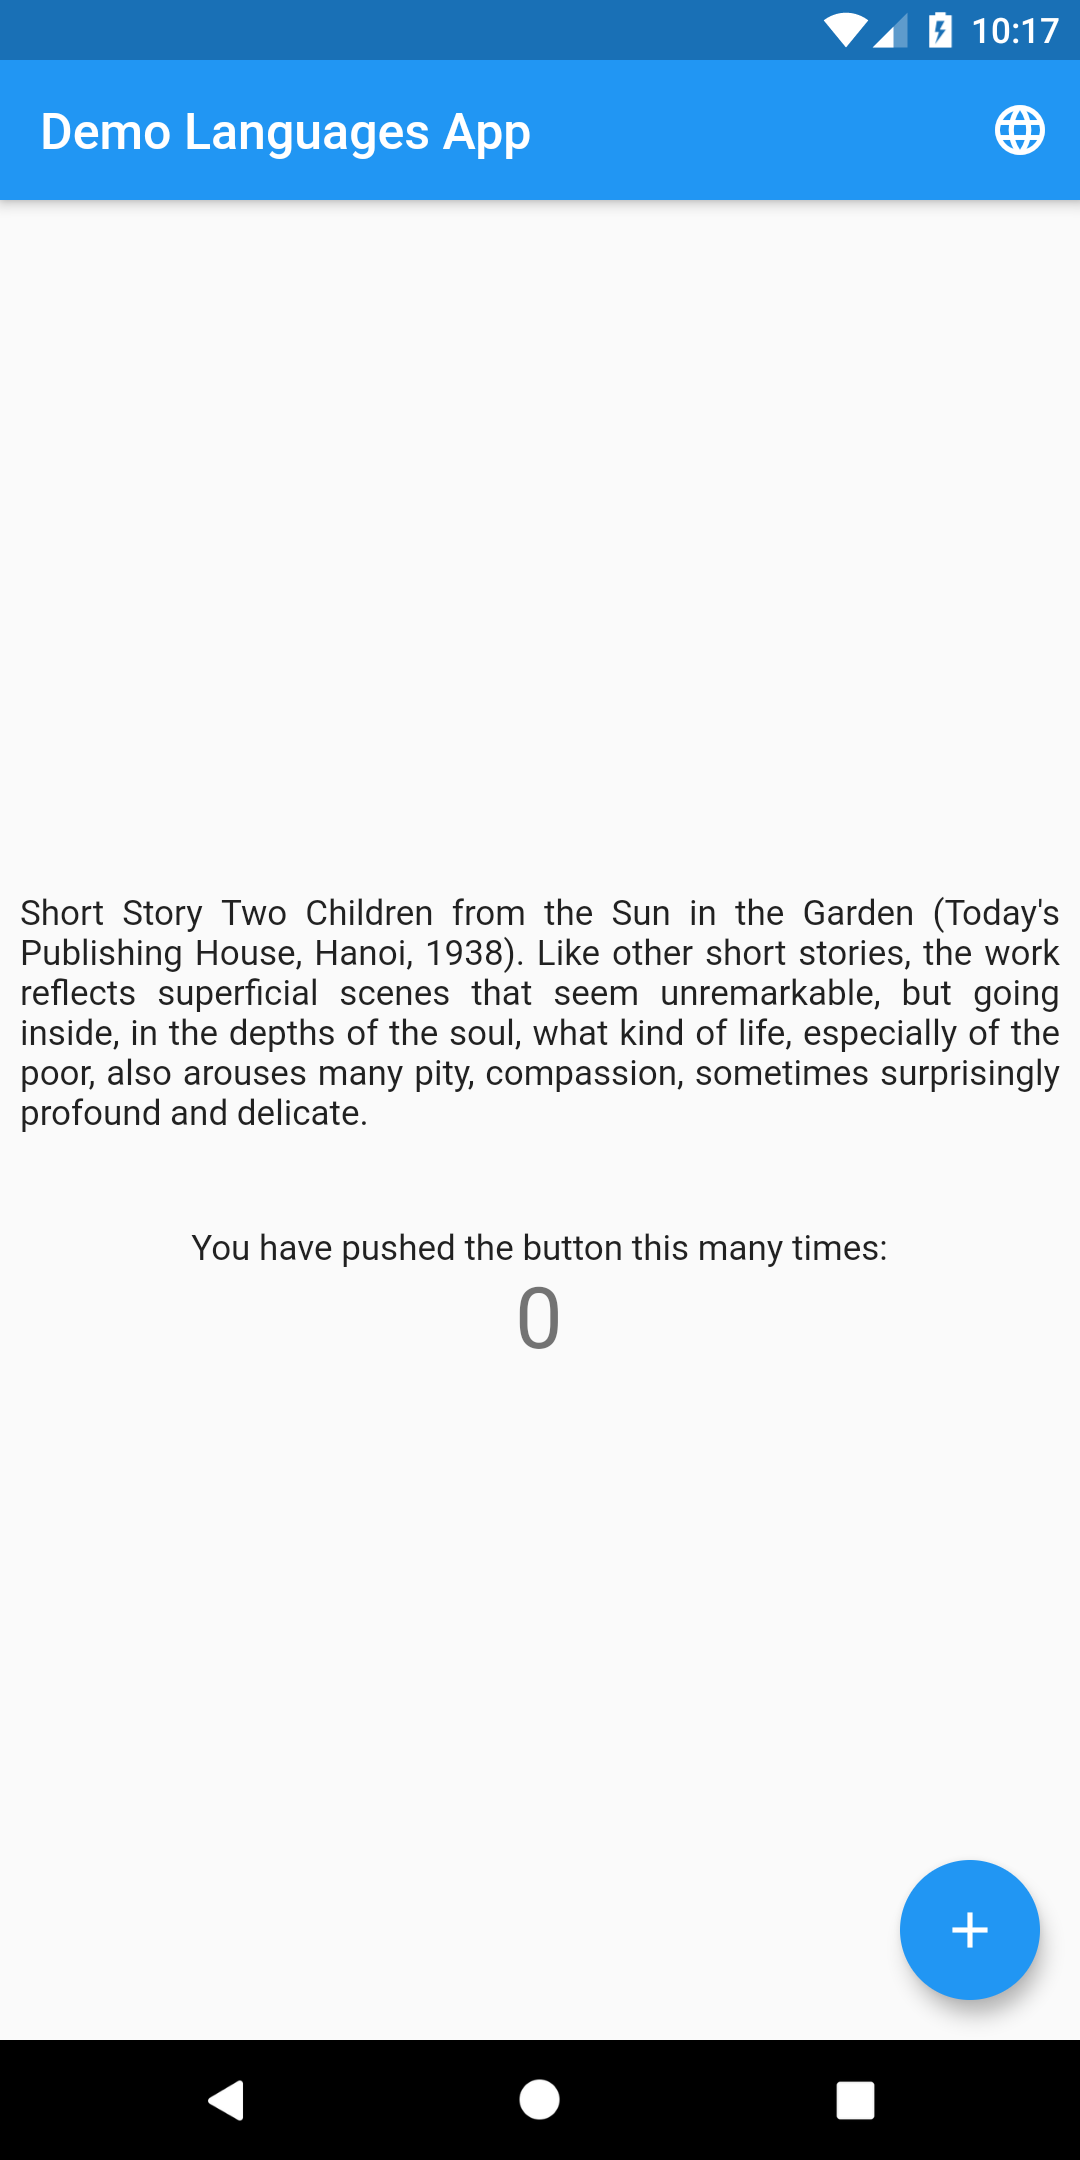 10:17
Demo Languages App
Short Story Two Children from the Sun in the Garden (Today's
Publishing House, Hanoi, 1938). Like other short stories, the work
reflects superficial scenes that seem unremarkable, but going
inside, in the depths of the soul, what kind of life, especially of the
poor, also arouses many pity, compassion, sometimes surprisingly
profound and delicate.
You have pushed the button this many times:
0